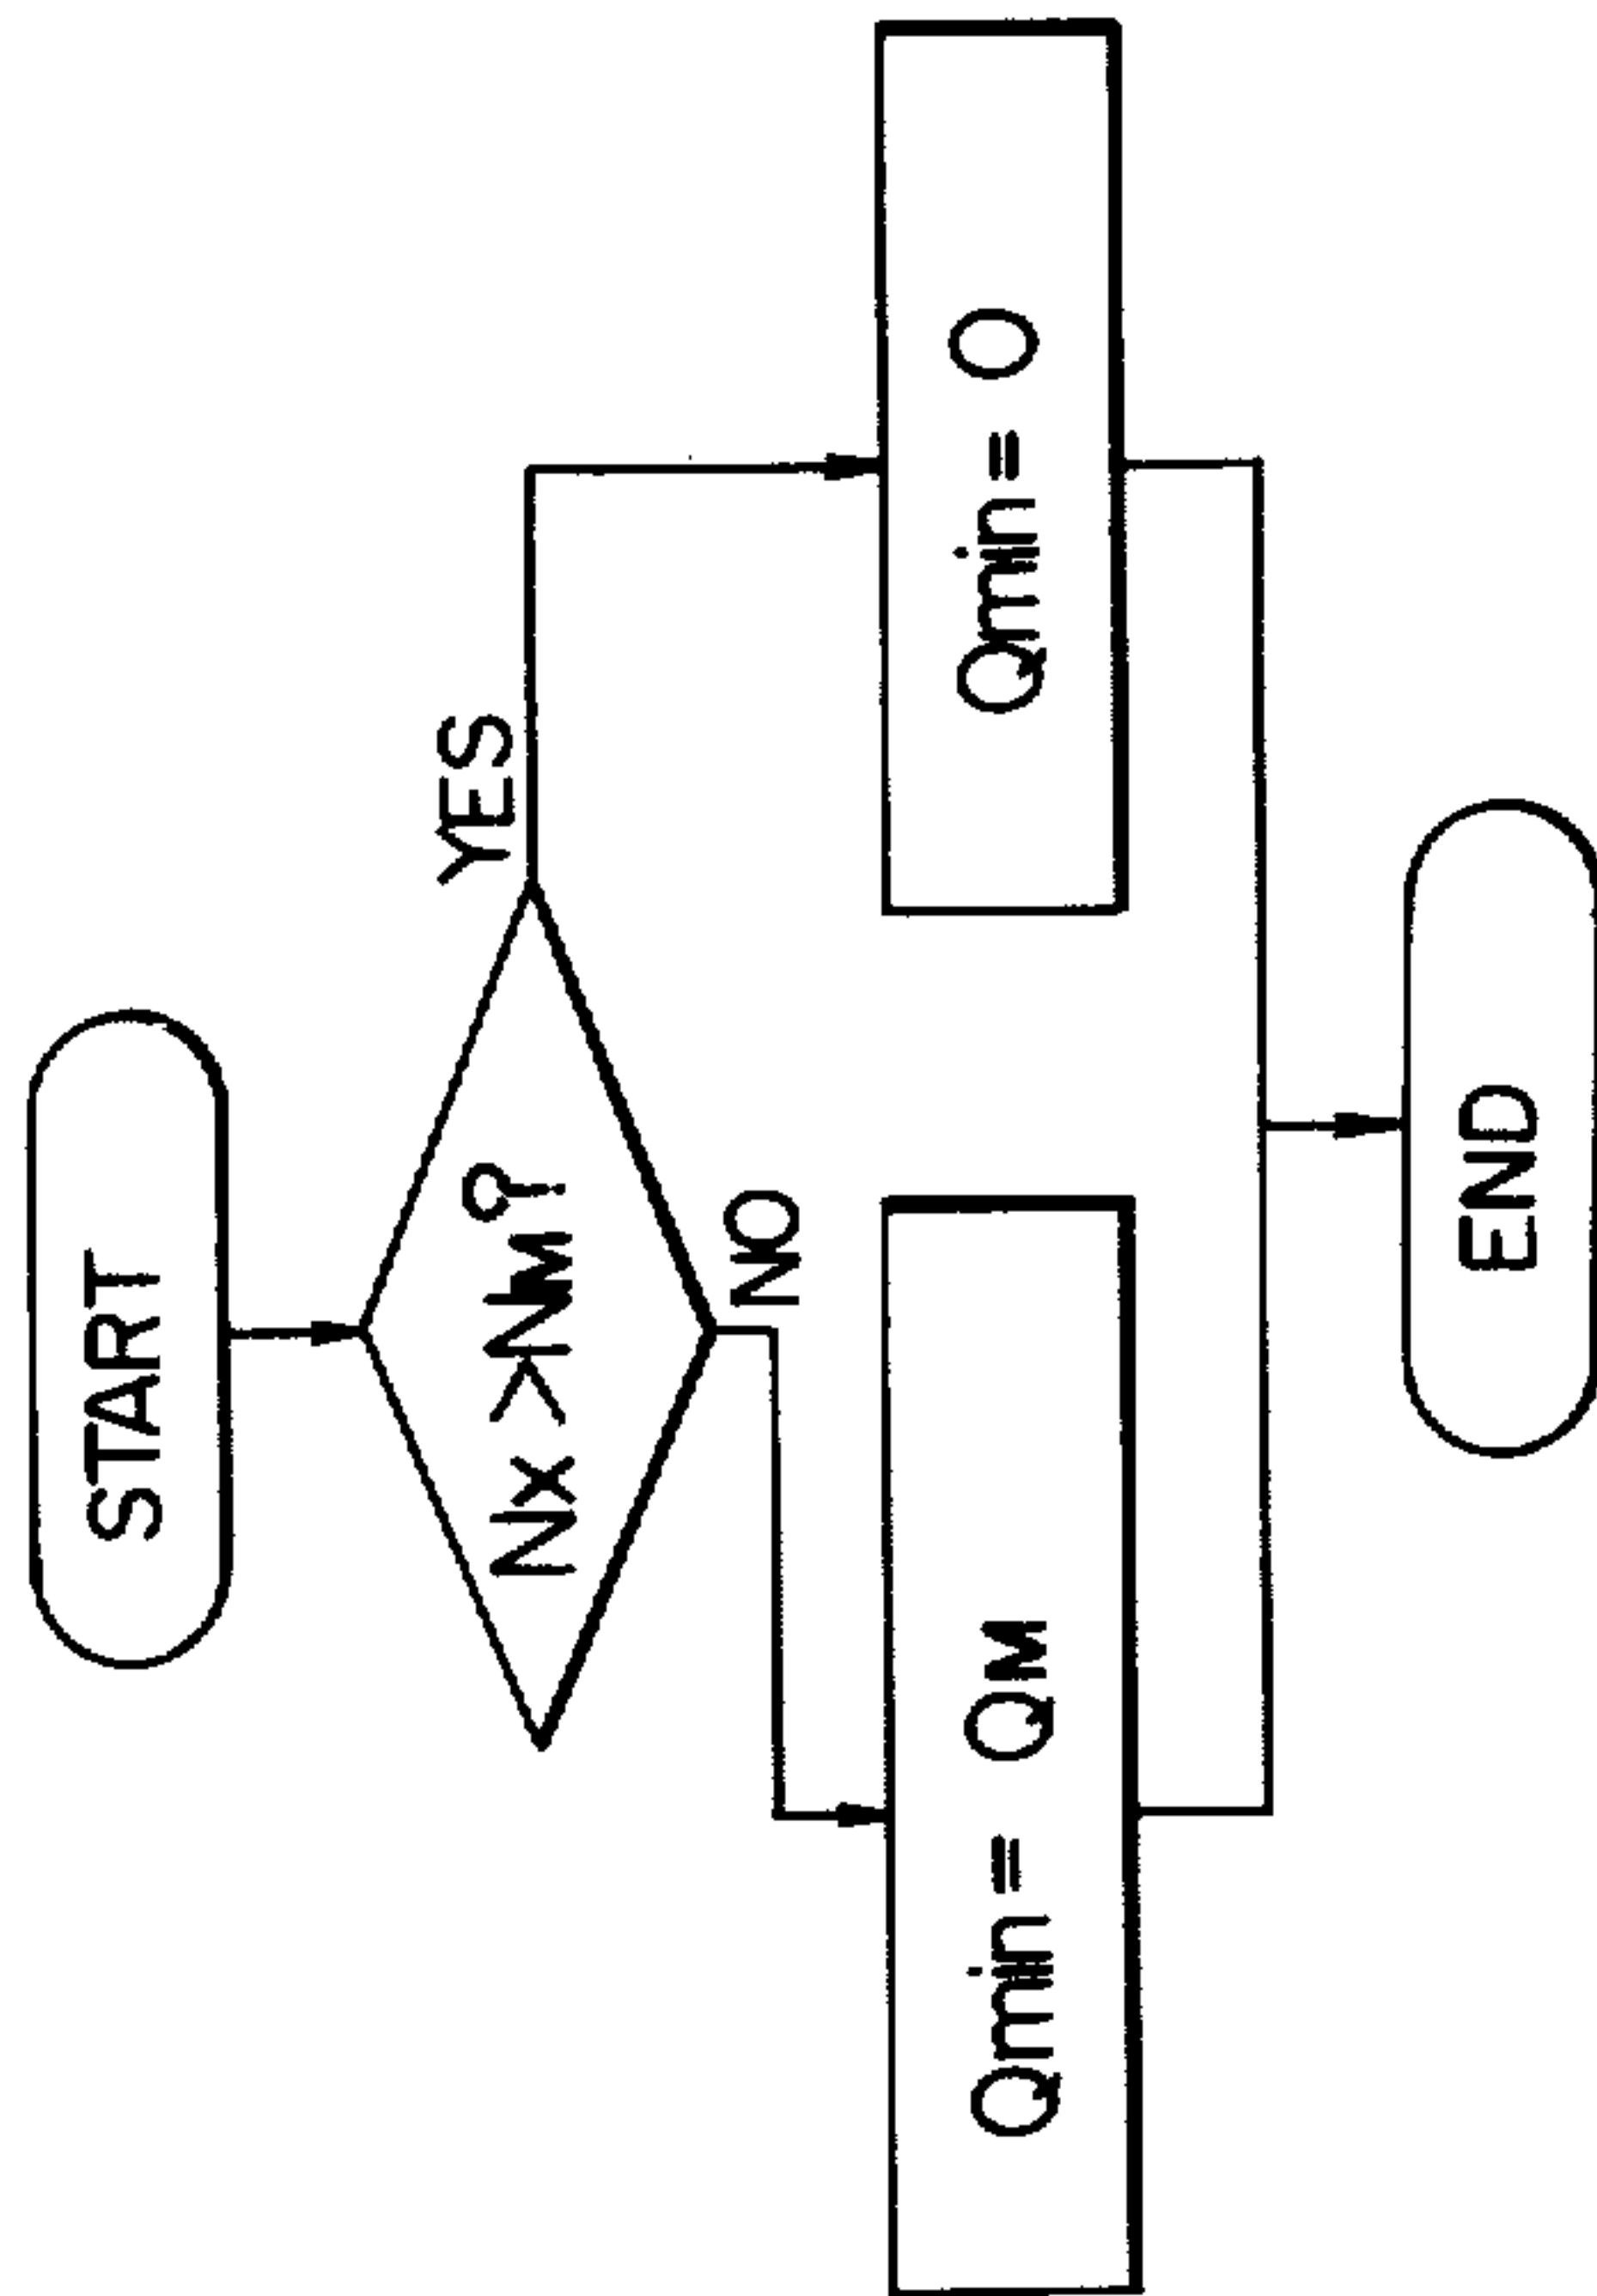 START
Nx > NM?
YES
NO
Qmin = QM
Qmin = 0
END